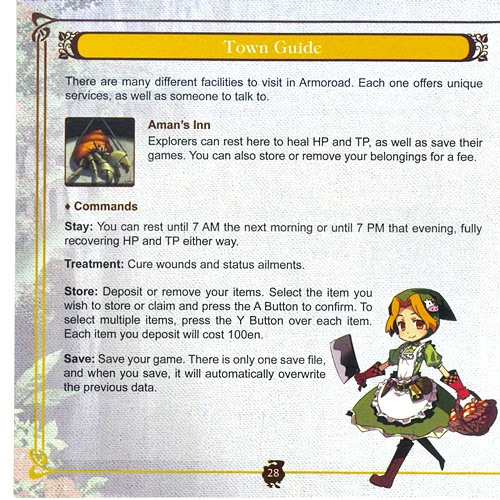 Town Guide
There are many different facilities to visit in Armoroad. Each one offers unique
services, as well as someone to talk to.
Aman's Inn
Explorers can rest here to heal HP and TP, as well as save their
games. You can also store or remove your belongings for a fee.
♦ Commands
Stay: You can rest until 7 AM the next morning or until 7 PM that evening, fully
recovering HP and TP either way.
Treatment: Cure wounds and status ailments.
Store: Deposit or remove your items. Select the item you
wish to store or claim and press the A Button to confirm. To
select multiple items, press the Y Button over each item.
Each item you deposit will cost 100en.
Save: Save your game. There is only one save file,
and when you save, it will automatically overwrite
the previous data.
28